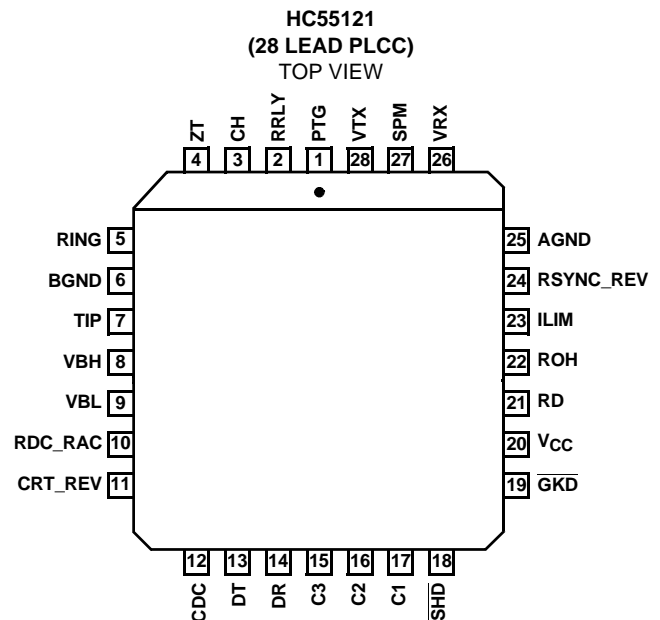 HC55121
(28 LEAD PLCC)
TOP VIEW
ZT CH RRLY PTG VTX SPM VRX
4 3 2 1 28 27 26
RING 5
BGND 6
TIP 7
VBH 8
VBL 9
RDC_RAC 10
CRT_REV 11
25 AGND
24 RSYNC_REV
23 ILIM
22 ROH
21 RD
20 VCC
19 G̅K̅D̅
12 13 14 15 16 17 18
CDC DT DR C3 C2 C1 S̅H̅D̅